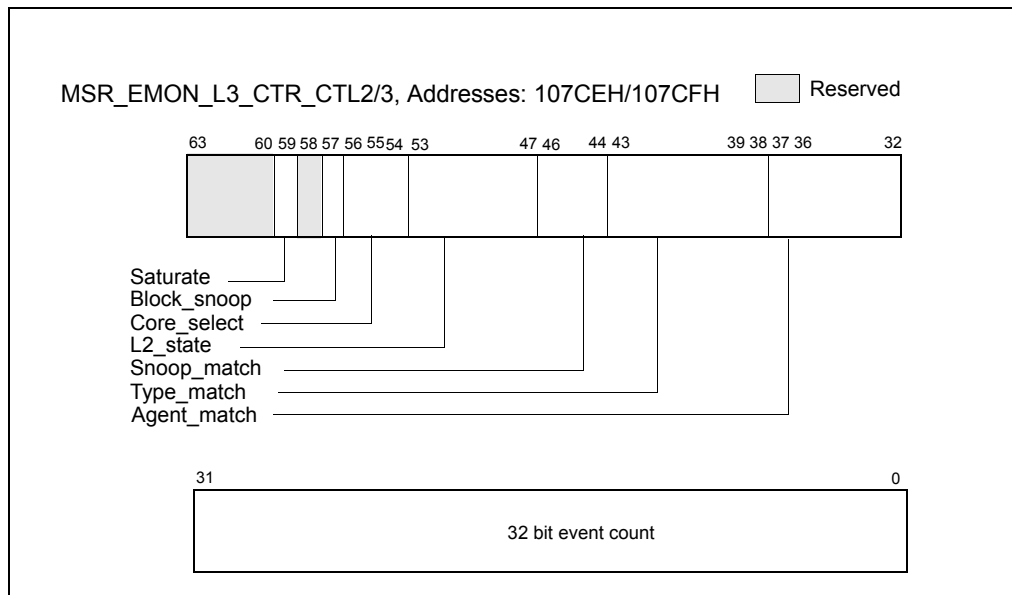 MSR_EMON_L3_CTR_CTL2/3, Addresses: 107CEH/107CFH Reserved
63 60 59 58 57 56 55 54 53 47 46 44 43 39 38 37 36 32
Saturate
Block_snoop
Core_select
L2_state
Snoop_match
Type_match
Agent_match
31 0
32 bit event count